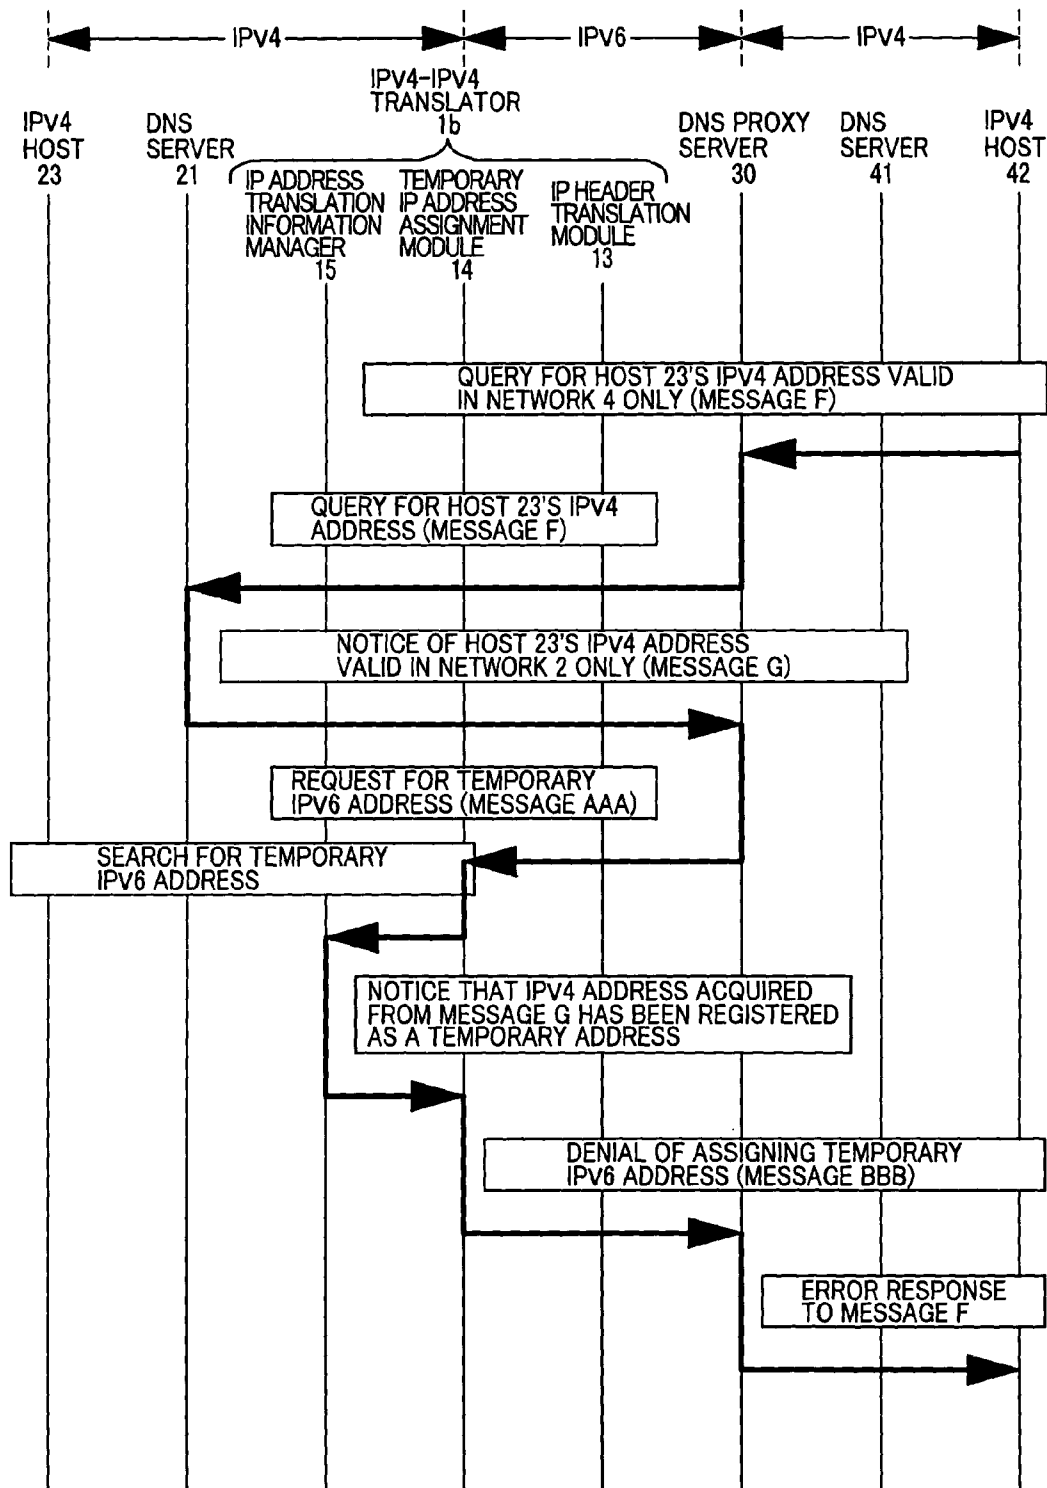 IPV4
IPV6
IPV4
IPV4-IPV4
TRANSLATOR
1b
IPV4
HOST
23
DNS
SERVER
21
IP ADDRESS
TRANSLATION
INFORMATION
MANAGER
15
TEMPORARY
IP ADDRESS
ASSIGNMENT
MODULE
14
IP HEADER
TRANSLATION
MODULE
13
DNS PROXY
SERVER
30
DNS
SERVER
41
IPV4
HOST
42
QUERY FOR HOST 23'S IPV4 ADDRESS VALID
IN NETWORK 4 ONLY (MESSAGE F)
QUERY FOR HOST 23'S IPV4
ADDRESS (MESSAGE F)
NOTICE OF HOST 23'S IPV4 ADDRESS
VALID IN NETWORK 2 ONLY (MESSAGE G)
REQUEST FOR TEMPORARY
IPV6 ADDRESS (MESSAGE AAA)
SEARCH FOR TEMPORARY
IPV6 ADDRESS
NOTICE THAT IPV4 ADDRESS ACQUIRED
FROM MESSAGE G HAS BEEN REGISTERED
AS A TEMPORARY ADDRESS
DENIAL OF ASSIGNING TEMPORARY
IPV6 ADDRESS (MESSAGE BBB)
ERROR RESPONSE
TO MESSAGE F